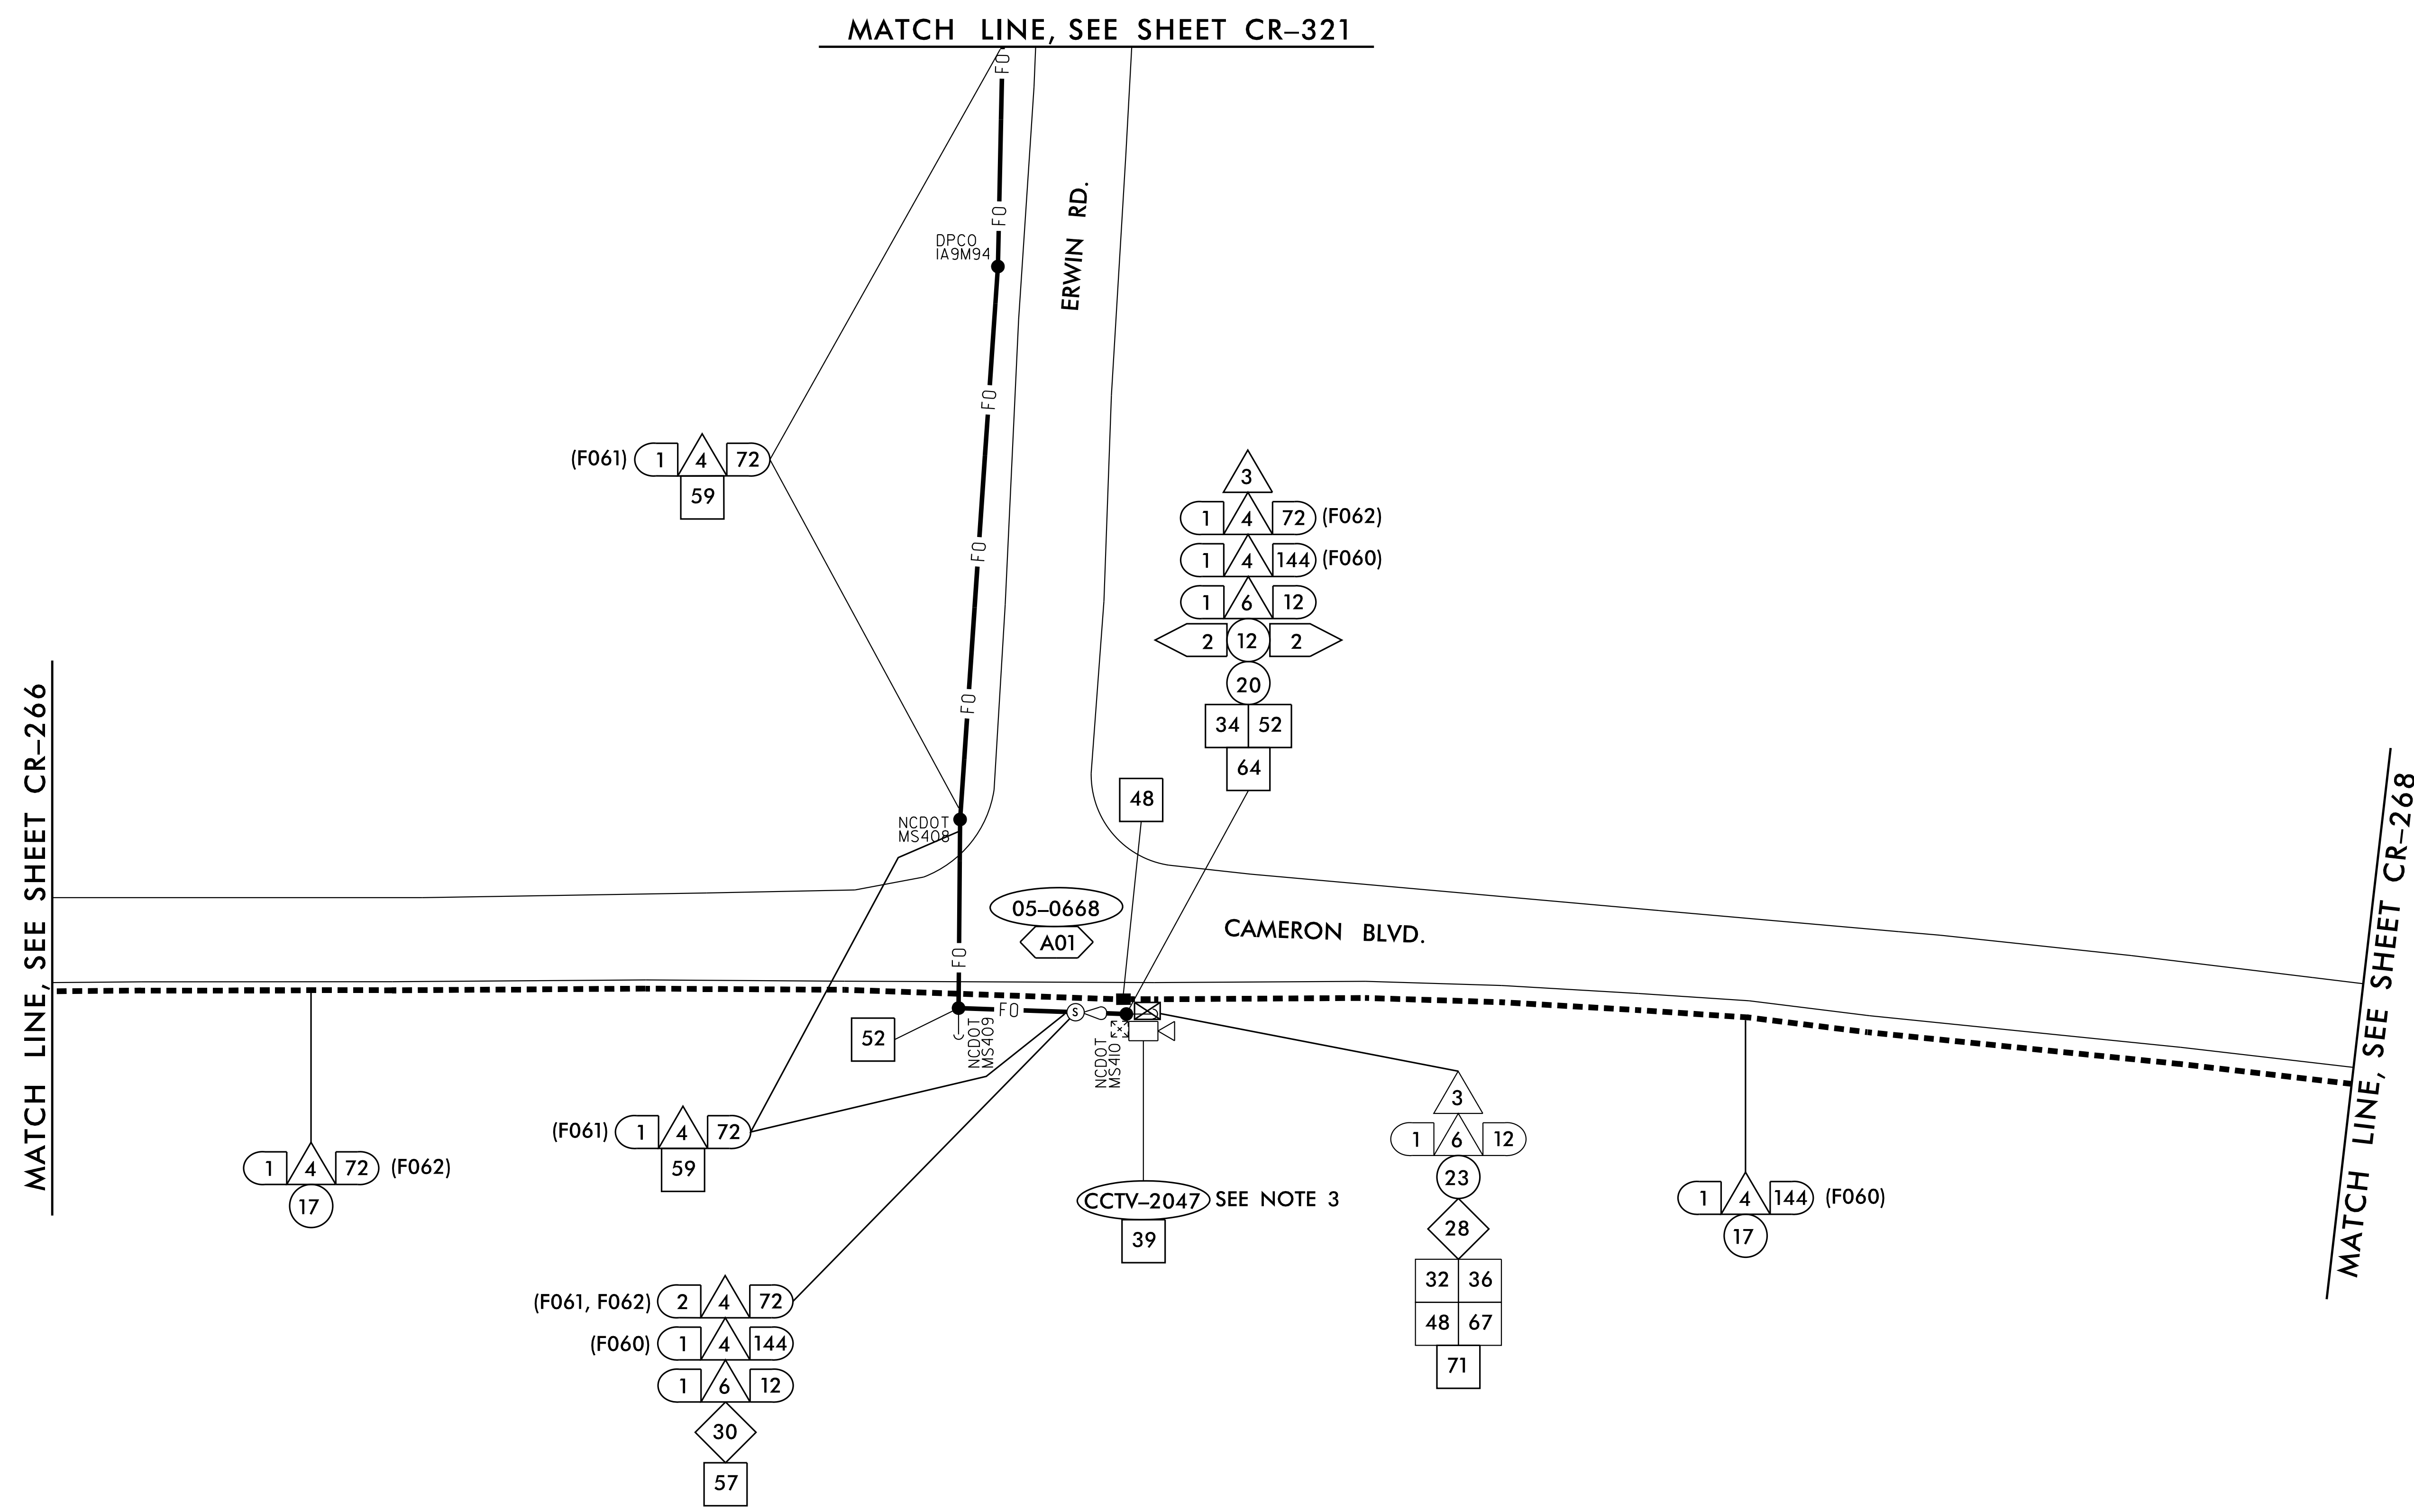 MATCH LINE, SEE SHEET CR–321
FO
FO
DPCO
IA9M94
ERWIN RD.
FO
(F061) 1 4 72
59
3
1 4 72 (F062)
1 4 144 (F060)
1 6 12
2 12 2
20
34 52
64
FO
FO
MATCH LINE, SEE SHEET CR–266
48
NCDOT
MS408
05–0668
A01
CAMERON BLVD.
MATCH LINE, SEE SHEET CR–268
FO
FO
S
52
NCDOT
MS409
NCDOT
MS410
(F061) 1 4 72
59
1 4 72 (F062)
17
CCTV–2047 SEE NOTE 3
39
3
1 6 12
23
28
32 36
48 67
71
1 4 144 (F060)
17
(F061, F062) 2 4 72
(F060) 1 4 144
1 6 12
30
57